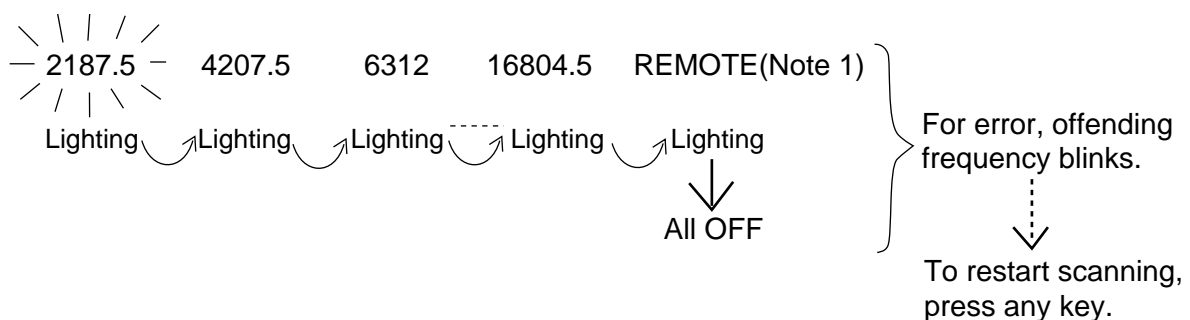 2187.5 4207.5 6312 16804.5 REMOTE(Note 1)
Lighting Lighting Lighting Lighting Lighting
All OFF
For error, offending
frequency blinks.
To restart scanning,
press any key.